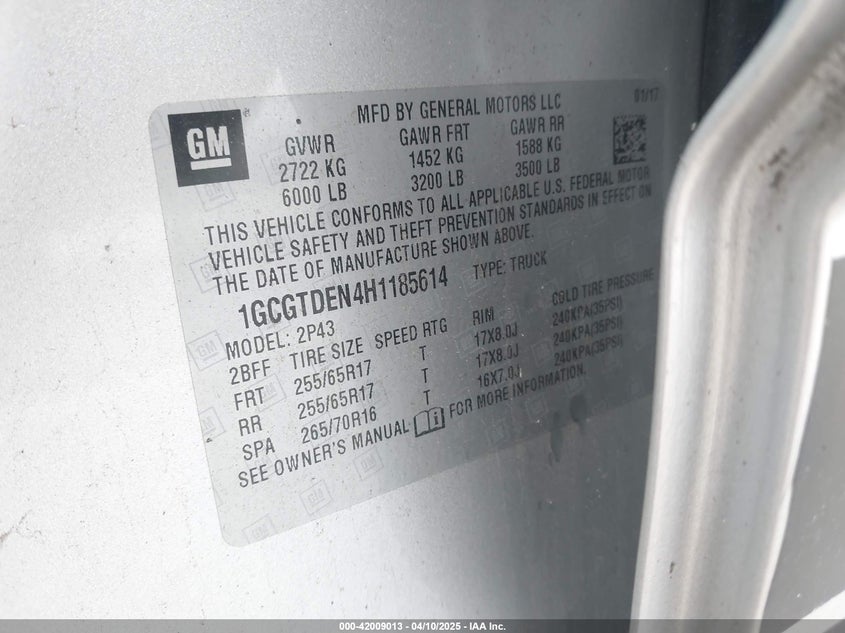 MFD BY GENERAL MOTORS LLC 01/17
GM
GVWR GAWR FRT GAWR RR
2722 KG 1452 KG 1588 KG
6000 LB 3200 LB 3500 LB
THIS VEHICLE CONFORMS TO ALL APPLICABLE U.S. FEDERAL MOTOR
VEHICLE SAFETY AND THEFT PREVENTION STANDARDS IN EFFECT ON
THE DATE OF MANUFACTURE SHOWN ABOVE.
1GCGTDEN4H1185614 TYPE: TRUCK
MODEL: 2P43
2BFF TIRE SIZE SPEED RTG RIM COLD TIRE PRESSURE
FRT 255/65R17 T 17X8.0J 240KPA(35PSI)
RR 255/65R17 T 17X8.0J 240KPA(35PSI)
SPA 265/70R16 T 16X7.0J 240KPA(35PSI)
SEE OWNER'S MANUAL FOR MORE INFORMATION.
000-42009013 - 04/10/2025 - IAA Inc.